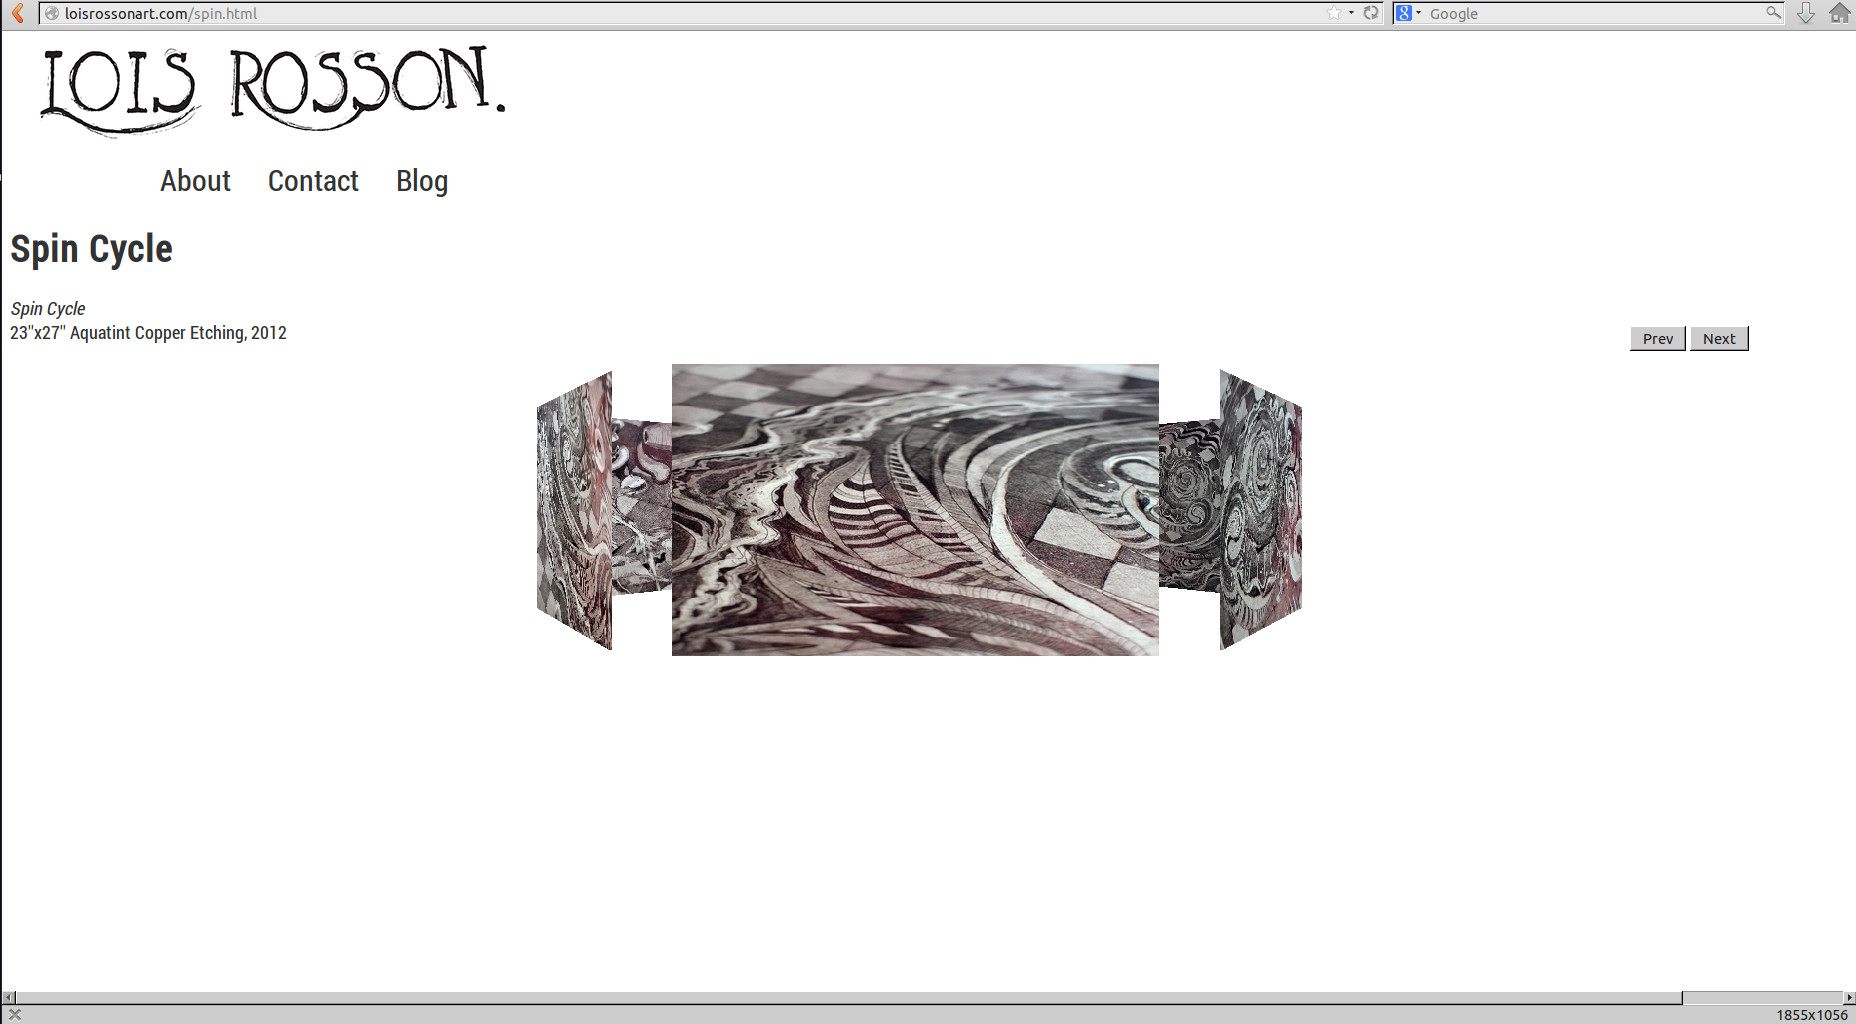 loisrossonart.com/spin.html
Google
LOIS ROSSON.
About Contact Blog
Spin Cycle
Spin Cycle
23"x27" Aquatint Copper Etching, 2012
Prev Next
1855x1056